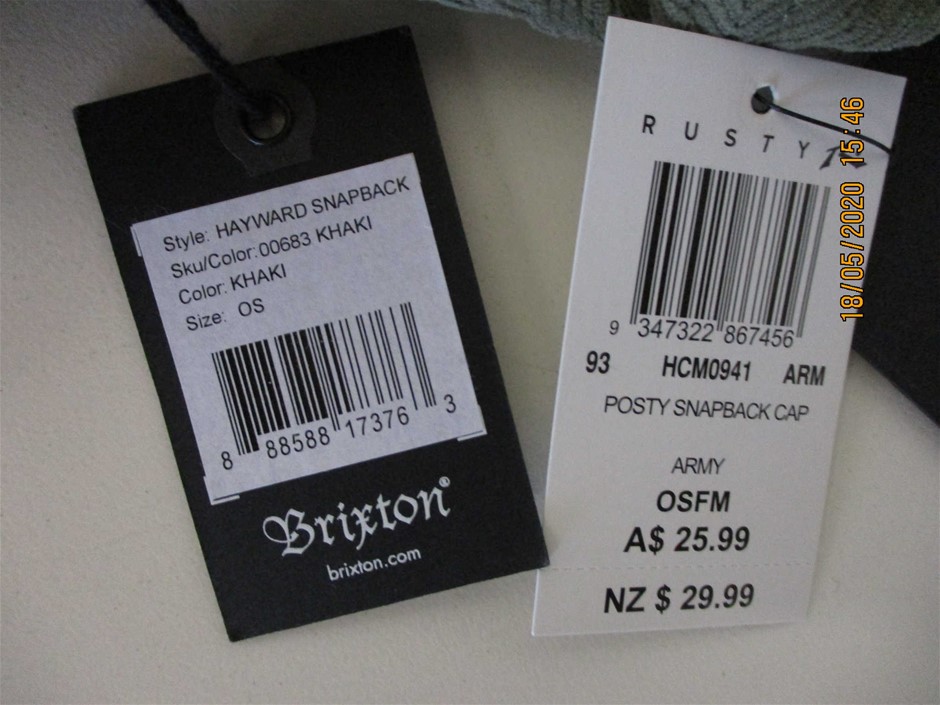 Style: HAYWARD SNAPBACK
Sku/Color: 00683 KHAKI
Color: KHAKI
Size: OS
8 88588 17376 3
Brixton®
brixton.com
RUSTY
9 347322 867456
93 HCM0941 ARM
POSTY SNAPBACK CAP
ARMY
OSFM
A$ 25.99
NZ $ 29.99
18/05/2020 15:46